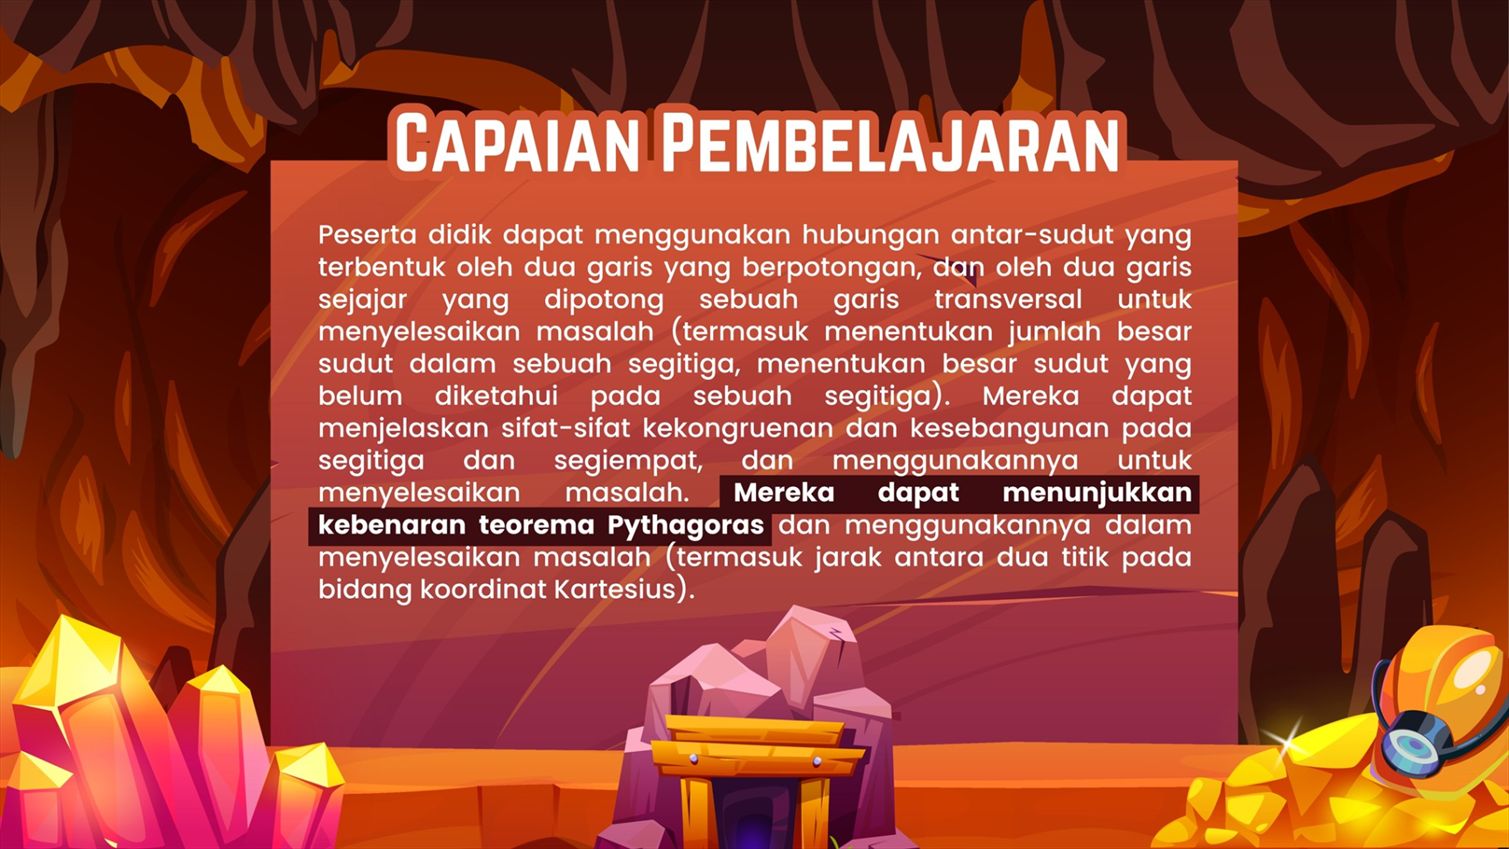 CAPAIAN PEMBELAJARAN
Peserta didik dapat menggunakan hubungan antar-sudut yang
terbentuk oleh dua garis yang berpotongan, dan oleh dua garis
sejajar yang dipotong sebuah garis transversal untuk
menyelesaikan masalah (termasuk menentukan jumlah besar
sudut dalam sebuah segitiga, menentukan besar sudut yang
belum diketahui pada sebuah segitiga). Mereka dapat
menjelaskan sifat-sifat kekongruenan dan kesebangunan pada
segitiga dan segiempat, dan menggunakannya untuk
menyelesaikan masalah. Mereka dapat menunjukkan
kebenaran teorema Pythagoras dan menggunakannya dalam
menyelesaikan masalah (termasuk jarak antara dua titik pada
bidang koordinat Kartesius).